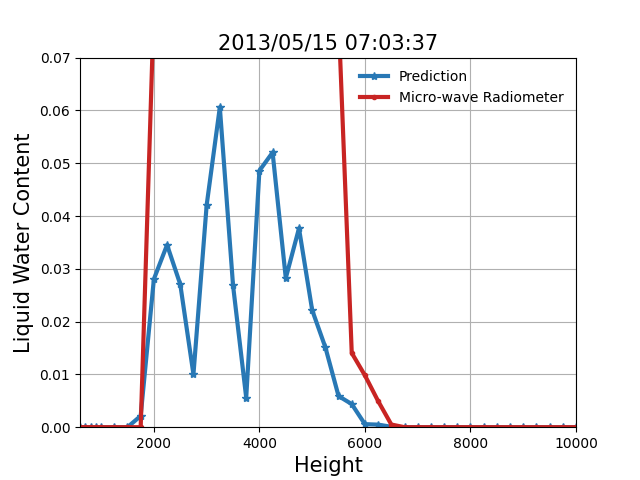 2013/05/15 07:03:37
0.07
0.06
0.05
0.04
0.03
0.02
0.01
0.00
Liquid Water Content
Prediction
Micro-wave Radiometer
2000 4000 6000 8000 10000
Height